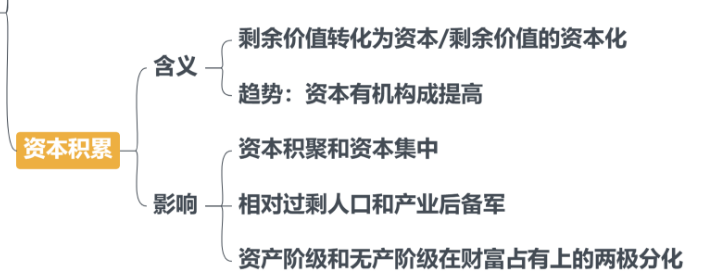 剩余价值转化为资本/剩余价值的资本化
含义
趋势：资本有机构成提高
资本积累
资本积聚和资本集中
影响
相对过剩人口和产业后备军
资产阶级和无产阶级在财富占有上的两极分化